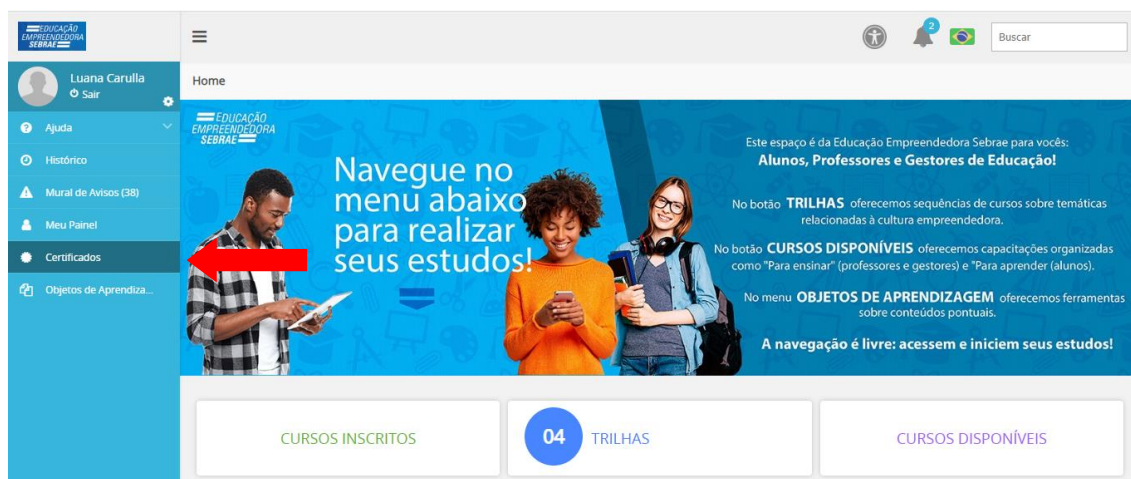 EDUCAÇÃO
EMPREENDEDORA
SEBRAE
2
Buscar
Luana Carulla
Sair
Home
Ajuda
Histórico
Mural de Avisos (38)
Meu Painel
Certificados
Objetos de Aprendiza...
EDUCAÇÃO
EMPREENDEDORA
SEBRAE
Navegue no
menu abaixo
para realizar
seus estudos!
Este espaço é da Educação Empreendedora Sebrae para vocês:
Alunos, Professores e Gestores de Educação!
No botão TRILHAS oferecemos sequências de cursos sobre temáticas
relacionadas à cultura empreendedora.
No botão CURSOS DISPONÍVEIS oferecemos capacitações organizadas
como "Para ensinar" (professores e gestores) e "Para aprender (alunos).
No menu OBJETOS DE APRENDIZAGEM oferecemos ferramentas
sobre conteúdos pontuais.
A navegação é livre: acessem e iniciem seus estudos!
CURSOS INSCRITOS
04 TRILHAS
CURSOS DISPONÍVEIS